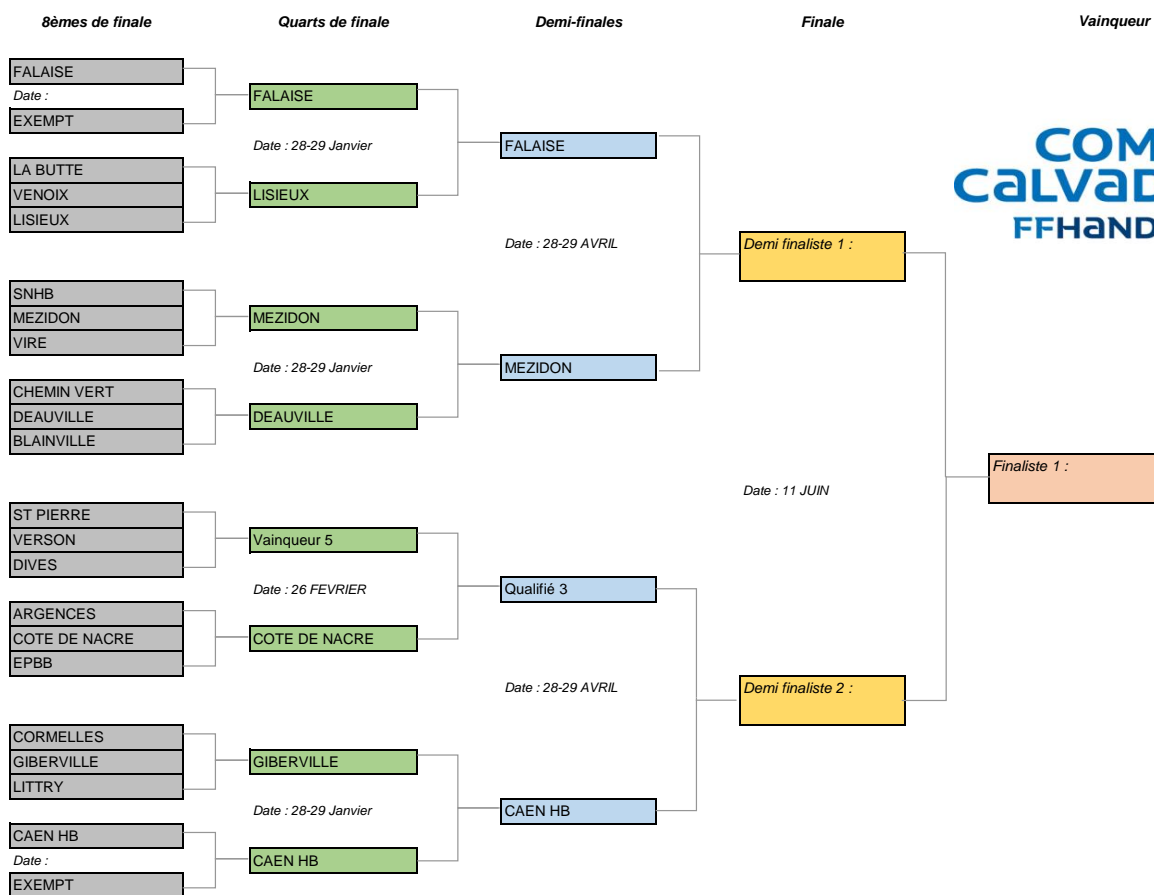 8èmes de finale
Quarts de finale
Demi-finales
Finale
Vainqueur
FALAISE
Date :
EXEMPT
LA BUTTE
VENOIX
LISIEUX
SNHB
MEZIDON
VIRE
CHEMIN VERT
DEAUVILLE
BLAINVILLE
ST PIERRE
VERSON
DIVES
ARGENCES
COTE DE NACRE
EPBB
CORMELLES
GIBERVILLE
LITTRY
CAEN HB
Date :
EXEMPT
FALAISE
Date : 28-29 Janvier
LISIEUX
MEZIDON
Date : 28-29 Janvier
DEAUVILLE
Vainqueur 5
Date : 26 FEVRIER
COTE DE NACRE
GIBERVILLE
Date : 28-29 Janvier
CAEN HB
FALAISE
Date : 28-29 AVRIL
MEZIDON
Qualifié 3
Date : 28-29 AVRIL
CAEN HB
Demi finaliste 1 :
Date : 11 JUIN
Demi finaliste 2 :
COM
CALVAD
FFHAND
Finaliste 1 :